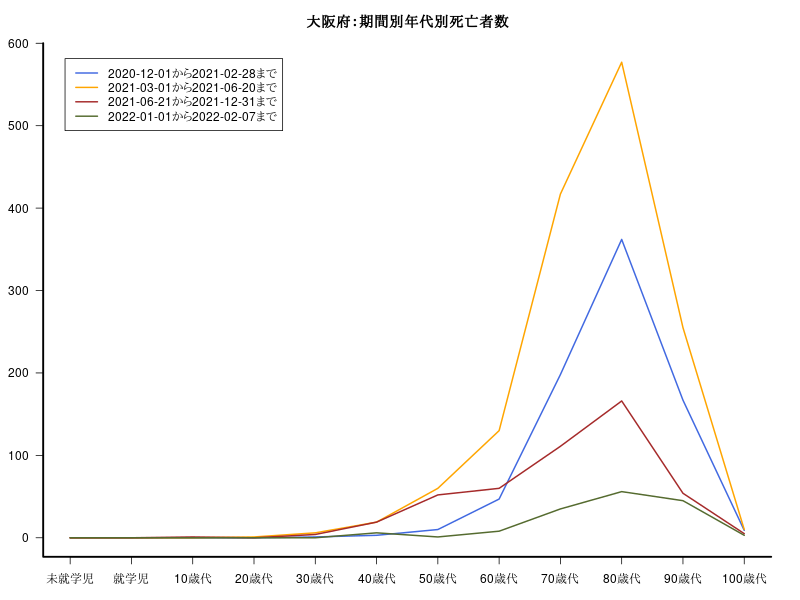 大阪府：期間別年代別死亡者数
600
500
400
300
200
100
0
2020-12-01から2021-02-28まで
2021-03-01から2021-06-20まで
2021-06-21から2021-12-31まで
2022-01-01から2022-02-07まで
未就学児 就学児 10歳代 20歳代 30歳代 40歳代 50歳代 60歳代 70歳代 80歳代 90歳代 100歳代